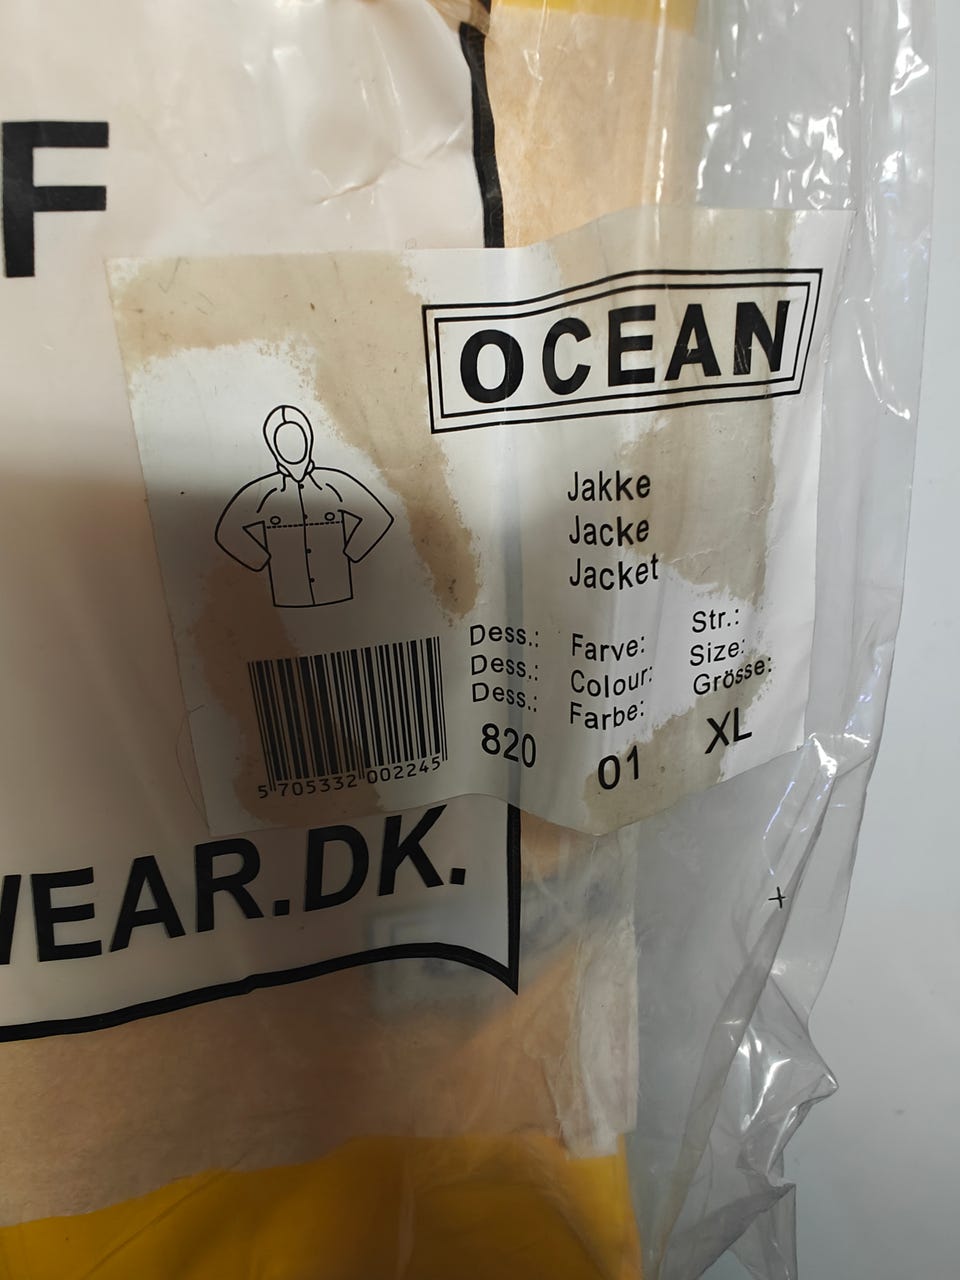 F
OCEAN
Jakke
Jacke
Jacket
Dess.: Farve: Str.:
Dess.: Colour: Size:
Dess.: Farbe: Grösse:
820 01 XL
5 705332 002245
WEAR.DK.